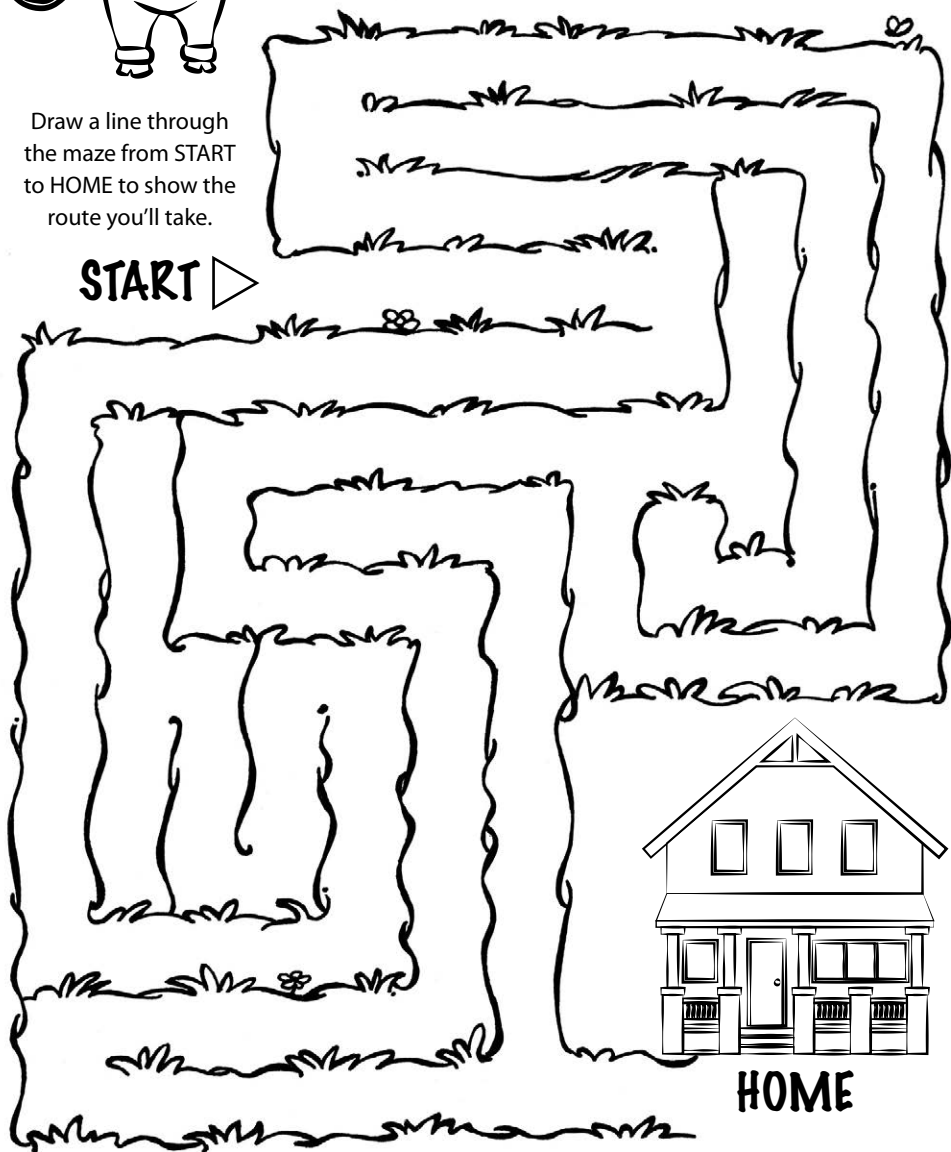 Draw a line through
the maze from START
to HOME to show the
route you’ll take.
START
HOME